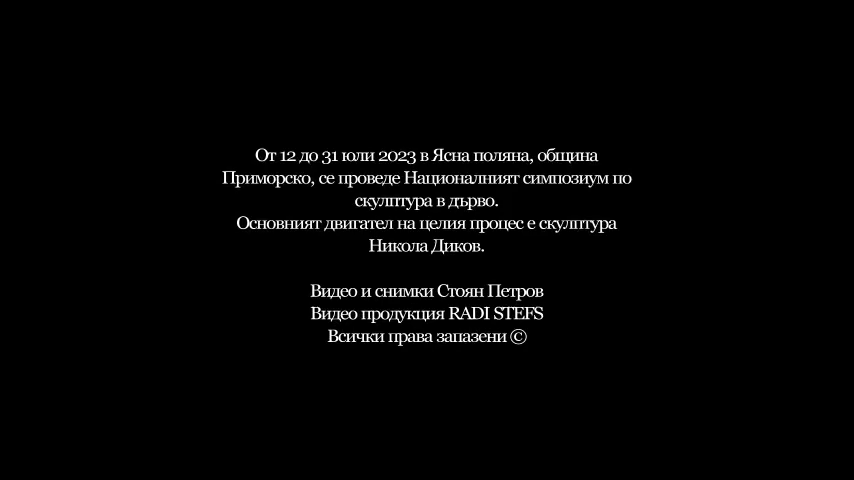 От 12 до 31 юли 2023 в Ясна поляна, община
Приморско, се проведе Националният симпозиум по
скулптура в дърво.
Основният двигател на целия процес е скулптура
Никола Диков.
Видео и снимки Стоян Петров
Видео продукция RADI STEFS
Всички права запазени ©